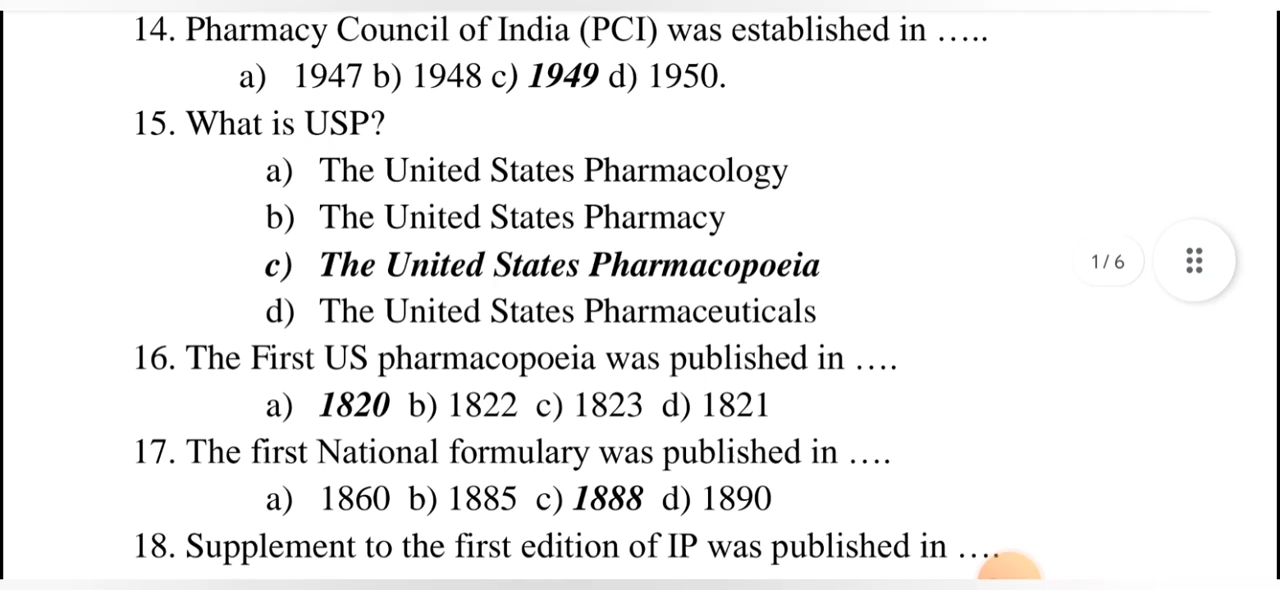 14. Pharmacy Council of India (PCI) was established in …..
a) 1947 b) 1948 c) 1949 d) 1950.
15. What is USP?
a) The United States Pharmacology
b) The United States Pharmacy
c) The United States Pharmacopoeia
d) The United States Pharmaceuticals
1/6
16. The First US pharmacopoeia was published in ….
a) 1820 b) 1822 c) 1823 d) 1821
17. The first National formulary was published in ….
a) 1860 b) 1885 c) 1888 d) 1890
18. Supplement to the first edition of IP was published in ….